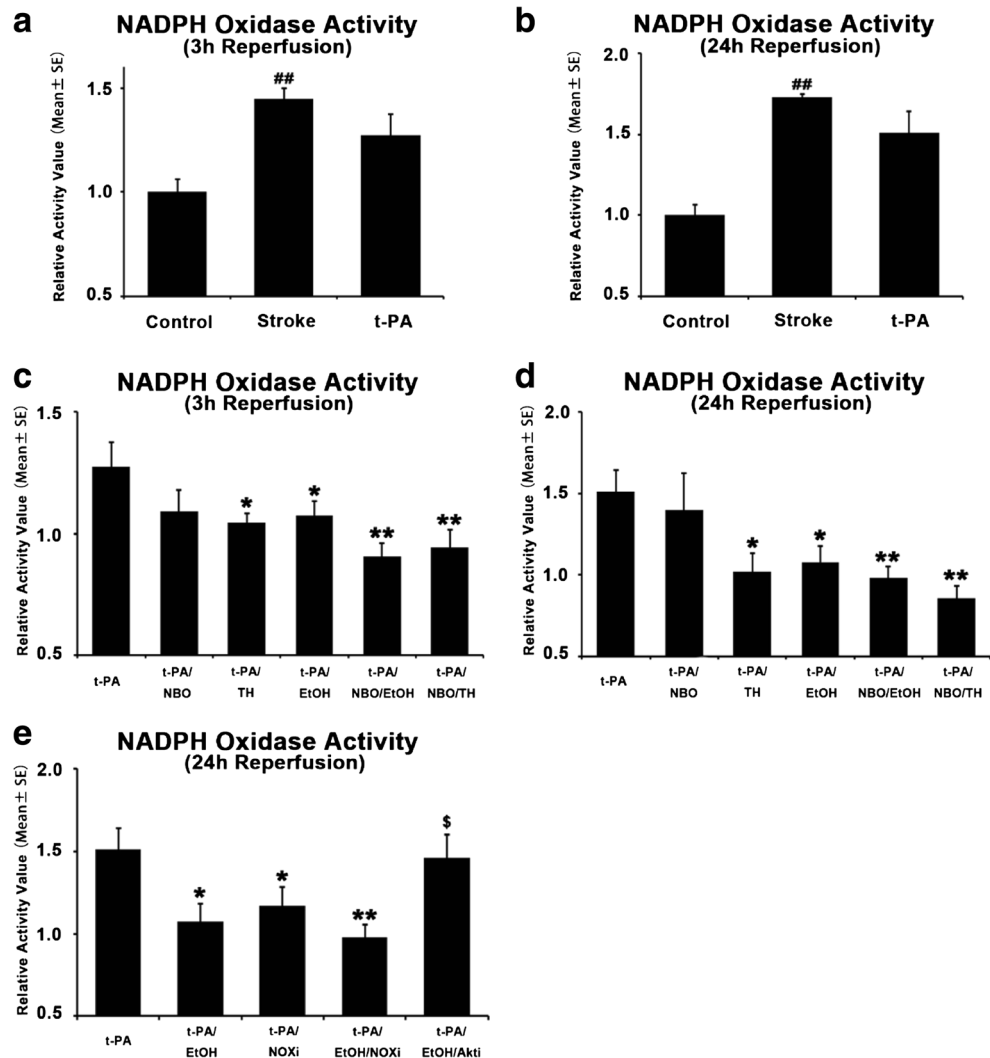 a
NADPH Oxidase Activity
(3h Reperfusion)
Relative Activity Value (Mean± SE)
1.5
1.0
0.5
##
Control Stroke t-PA
b
NADPH Oxidase Activity
(24h Reperfusion)
Relative Activity Value (Mean± SE)
2.0
1.5
1.0
0.5
##
Control Stroke t-PA
c
NADPH Oxidase Activity
(3h Reperfusion)
Relative Activity Value (Mean± SE)
1.5
1.0
0.5
* * ** **
t-PA t-PA/ t-PA/ t-PA/ t-PA/ t-PA/
NBO TH EtOH NBO/EtOH NBO/TH
d
NADPH Oxidase Activity
(24h Reperfusion)
Relative Activity Value (Mean± SE)
2.0
1.5
1.0
0.5
* * ** **
t-PA t-PA/ t-PA/ t-PA/ t-PA/ t-PA/
NBO TH EtOH NBO/EtOH NBO/TH
e
NADPH Oxidase Activity
(24h Reperfusion)
Relative Activity Value (Mean± SE)
2.0
1.5
1.0
0.5
* * ** $
t-PA t-PA/ t-PA/ t-PA/ t-PA/
EtOH NOXi EtOH/NOXi EtOH/Akti